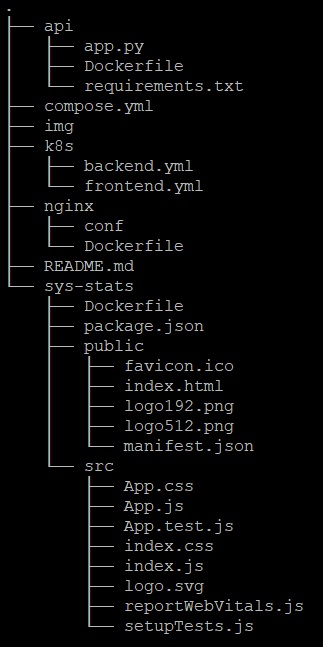 .
├── api
│   ├── app.py
│   ├── Dockerfile
│   └── requirements.txt
├── compose.yml
├── img
├── k8s
│   ├── backend.yml
│   └── frontend.yml
├── nginx
│   ├── conf
│   └── Dockerfile
├── README.md
└── sys-stats
    ├── Dockerfile
    ├── package.json
    ├── public
    │   ├── favicon.ico
    │   ├── index.html
    │   ├── logo192.png
    │   ├── logo512.png
    │   └── manifest.json
    └── src
        ├── App.css
        ├── App.js
        ├── App.test.js
        ├── index.css
        ├── index.js
        ├── logo.svg
        ├── reportWebVitals.js
        └── setupTests.js